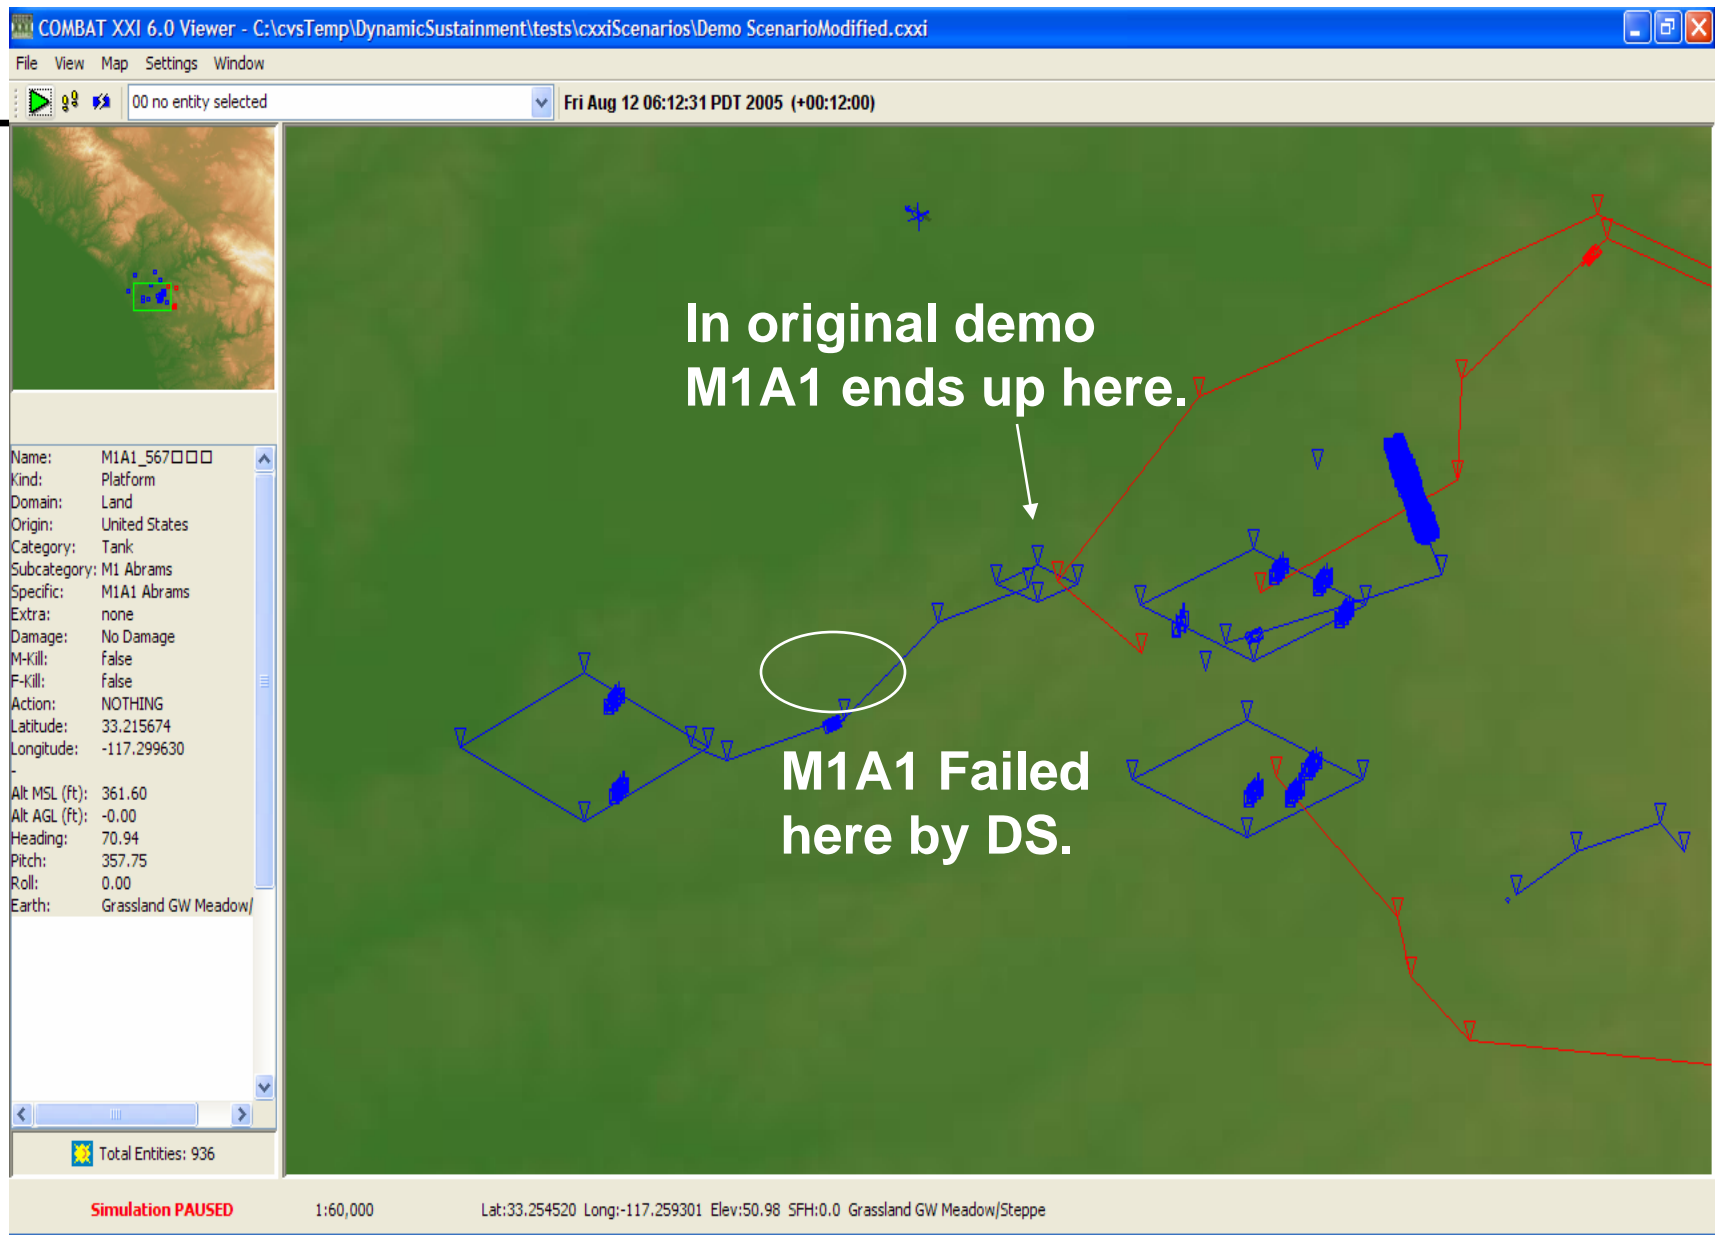 COMBAT XXI 6.0 Viewer - C:\cvsTemp\DynamicSustainment\tests\cxxiScenarios\Demo ScenarioModified.cxxi
File View Map Settings Window
00 no entity selected
Fri Aug 12 06:12:31 PDT 2005 (+00:12:00)
In original demo
M1A1 ends up here.
M1A1 Failed
here by DS.
Name: M1A1_567□□□
Kind: Platform
Domain: Land
Origin: United States
Category: Tank
Subcategory: M1 Abrams
Specific: M1A1 Abrams
Extra: none
Damage: No Damage
M-Kill: false
F-Kill: false
Action: NOTHING
Latitude: 33.215674
Longitude: -117.299630
-
Alt MSL (ft): 361.60
Alt AGL (ft): -0.00
Heading: 70.94
Pitch: 357.75
Roll: 0.00
Earth: Grassland GW Meadow/
Total Entities: 936
Simulation PAUSED
1:60,000
Lat:33.254520 Long:-117.259301 Elev:50.98 SFH:0.0 Grassland GW Meadow/Steppe